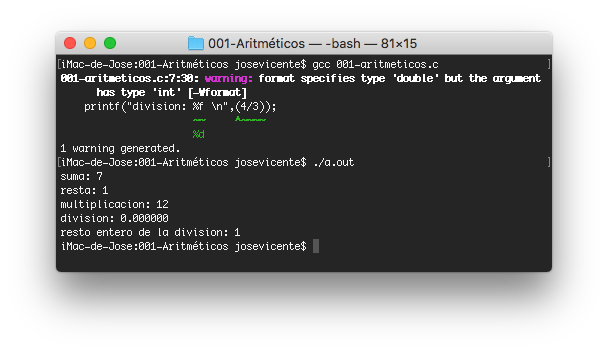 001-Aritméticos — -bash — 81×15
[iMac-de-Jose:001-Aritméticos josevicente$ gcc 001-aritmeticos.c ]
001-aritmeticos.c:7:30: warning: format specifies type 'double' but the argument
has type 'int' [-Wformat]
printf("division: %f \n",(4/3));
~~ ^~~~~
%d
1 warning generated.
[iMac-de-Jose:001-Aritméticos josevicente$ ./a.out ]
suma: 7
resta: 1
multiplicacion: 12
division: 0.000000
resto entero de la division: 1
iMac-de-Jose:001-Aritméticos josevicente$